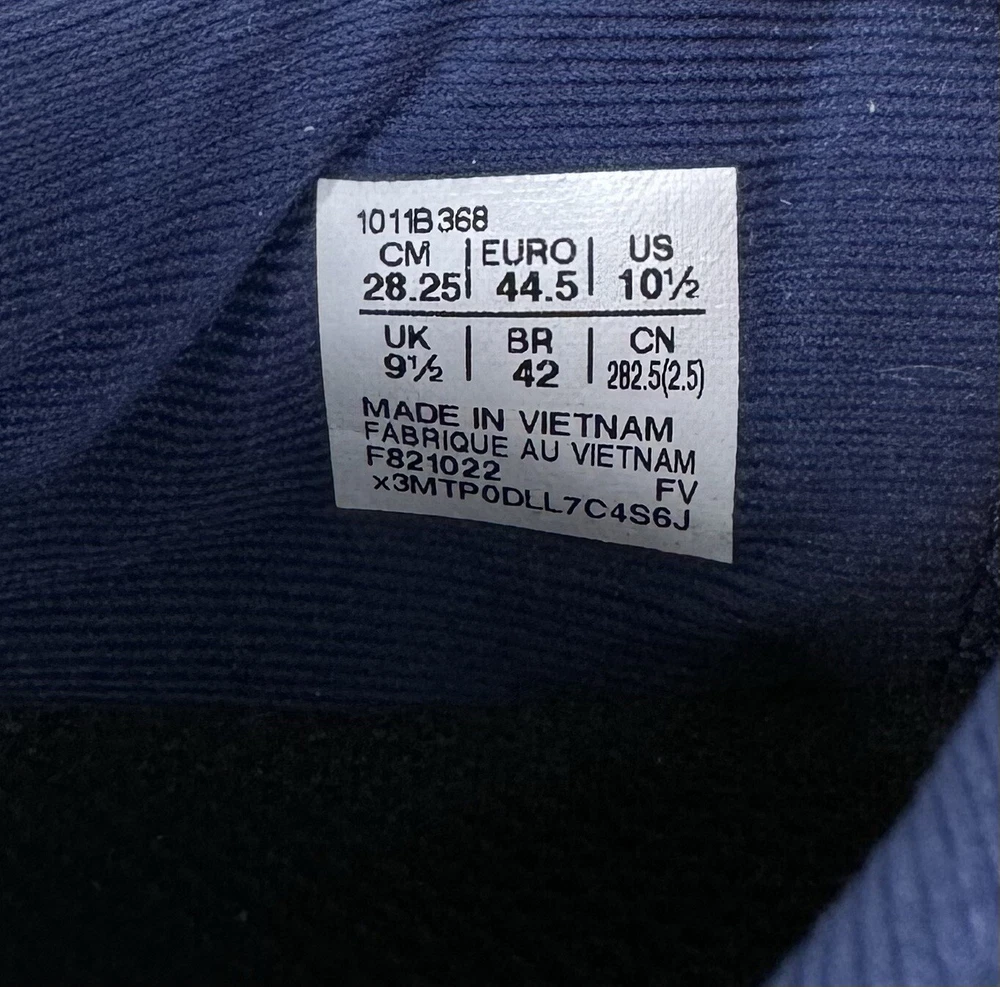 1011B368
CM | EURO | US
28.25 | 44.5 | 10½
UK | BR | CN
9½ | 42 | 282.5(2.5)
MADE IN VIETNAM
FABRIQUE AU VIETNAM
F821022 FV
x3MTP0DLL7C4S6J